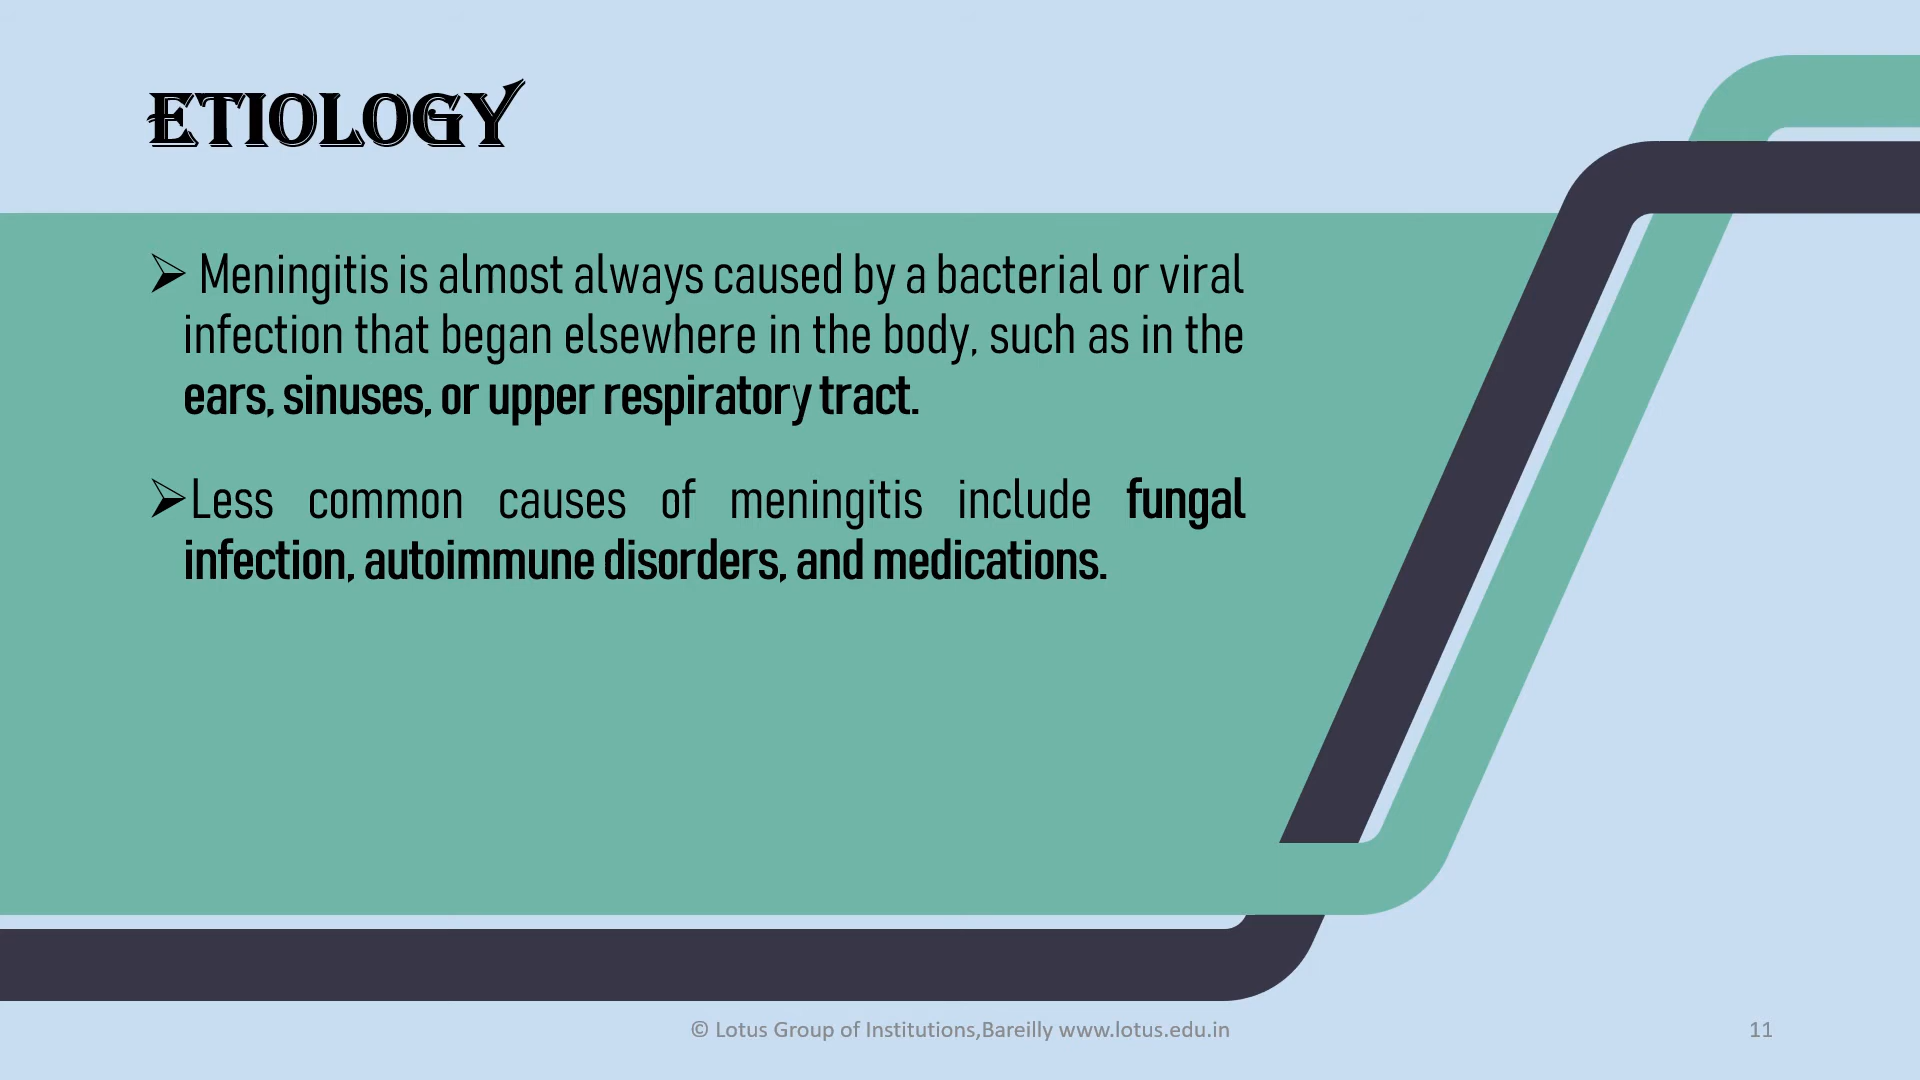 ETIOLOGY
➢ Meningitis is almost always caused by a bacterial or viral
infection that began elsewhere in the body, such as in the
ears, sinuses, or upper respiratory tract.
➢Less common causes of meningitis include fungal
infection, autoimmune disorders, and medications.
© Lotus Group of Institutions,Bareilly www.lotus.edu.in
11